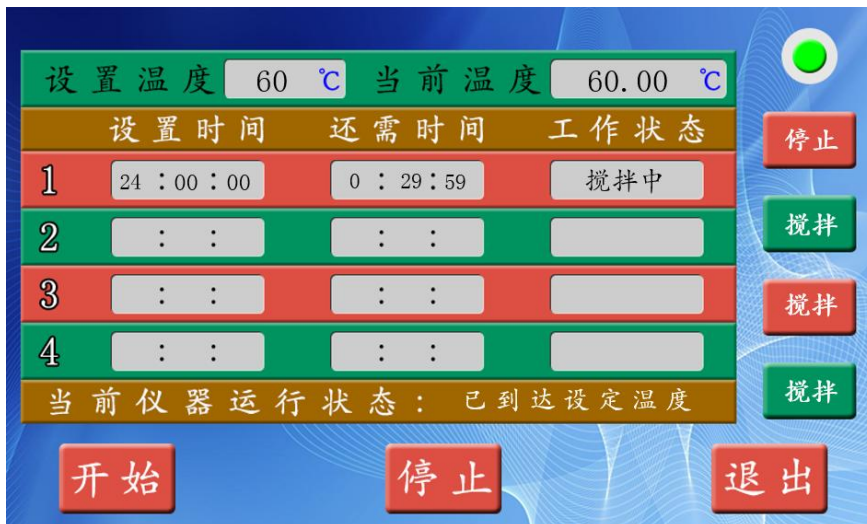 设置温度 60 ℃ 当前温度 60.00 ℃
设置时间 还需时间 工作状态
停止
1 24 : 00 : 00 0 : 29 : 59 搅拌中
2 : : : :
搅拌
3 : : : :
搅拌
4 : : : :
当前仪器运行状态: 已到达设定温度
搅拌
开始 停止 退出